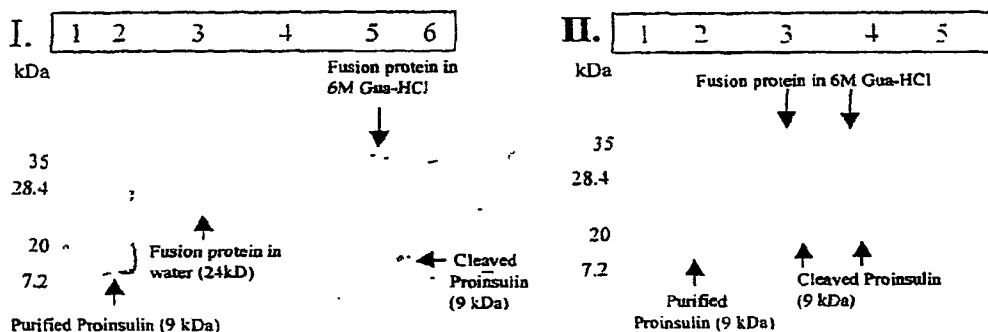 I. 1 2 3 4 5 6
kDa
Fusion protein in
6M Gua-HCl
35
28.4
20
7.2
Fusion protein in
water (24kD)
Cleaved
Proinsulin
(9 kDa)
Purified Proinsulin (9 kDa)
II. 1 2 3 4 5
kDa
Fusion protein in 6M Gua-HCl
35
28.4
20
7.2
Purified
Proinsulin (9 kDa)
Cleaved Proinsulin
(9 kDa)